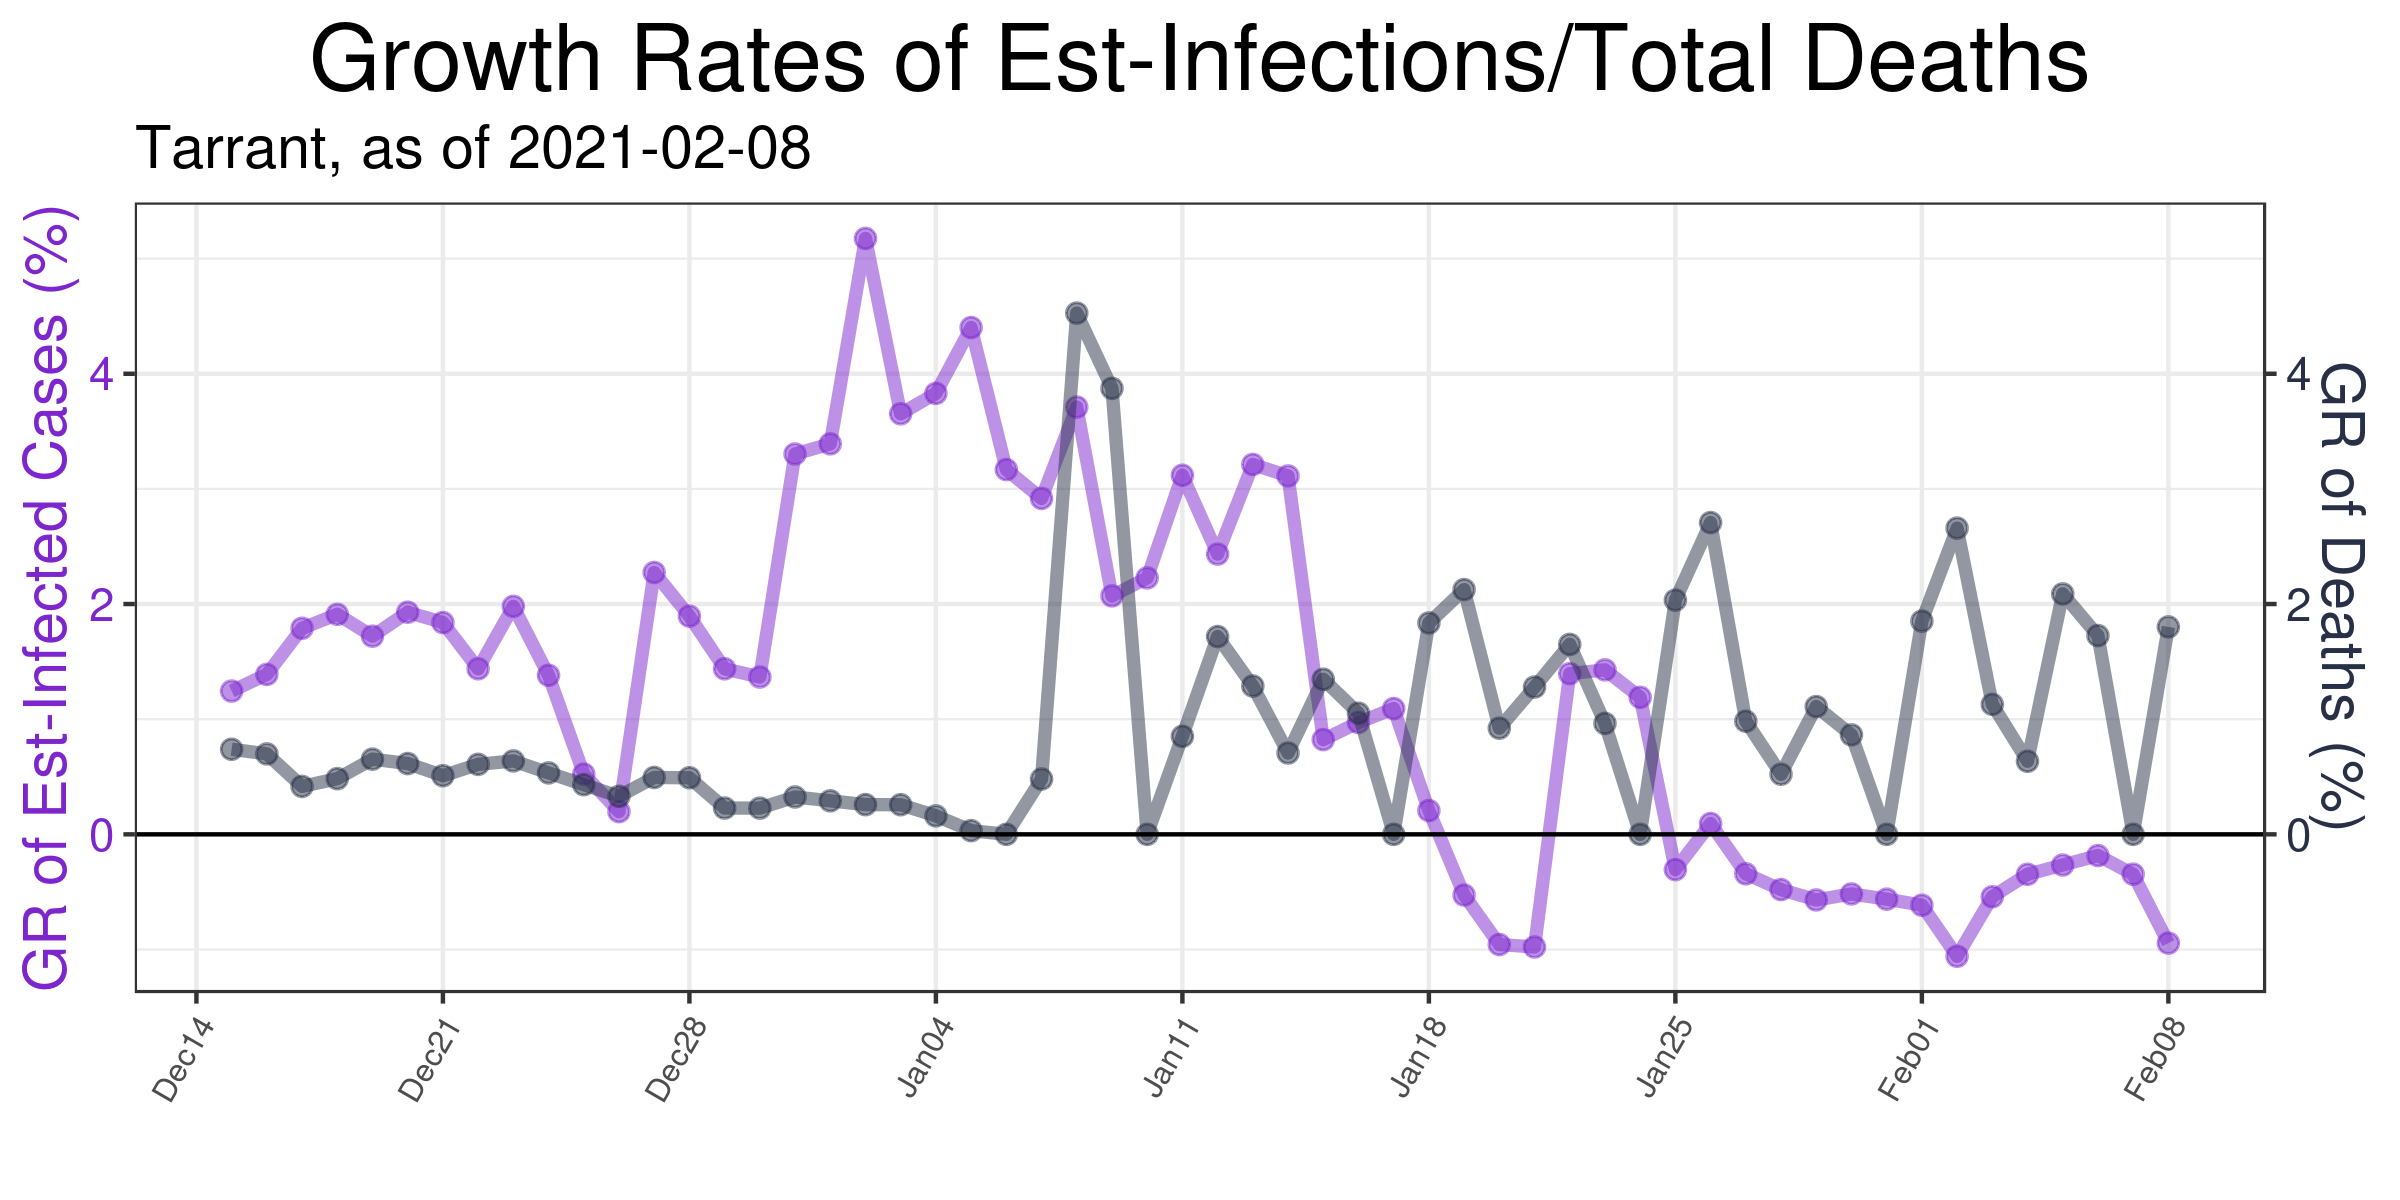 Growth Rates of Est-Infections/Total Deaths
Tarrant, as of 2021-02-08
GR of Est-Infected Cases (%)
4
2
0
4
2
0
GR of Deaths (%)
Dec14
Dec21
Dec28
Jan04
Jan11
Jan18
Jan25
Feb01
Feb08